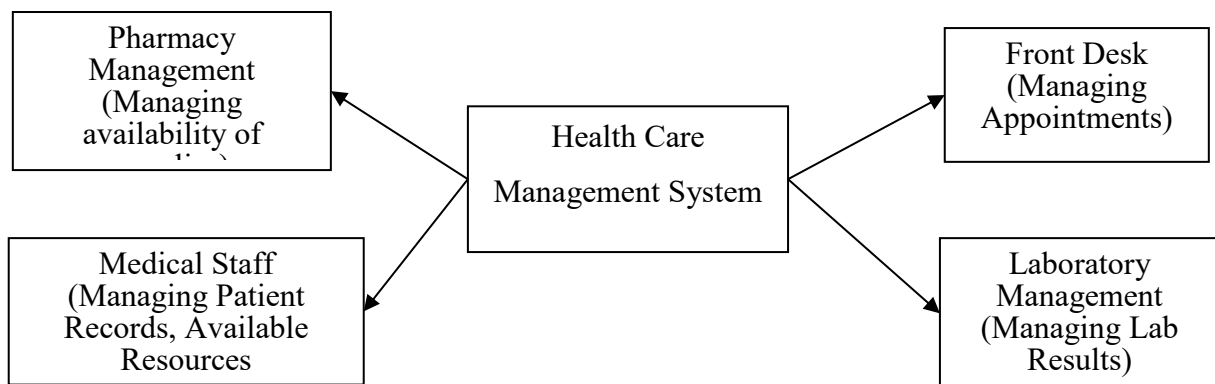 Pharmacy
Management
(Managing
availability of
Front Desk
(Managing
Appointments)
Health Care
Management System
Medical Staff
(Managing Patient
Records, Available
Resources
Laboratory
Management
(Managing Lab
Results)